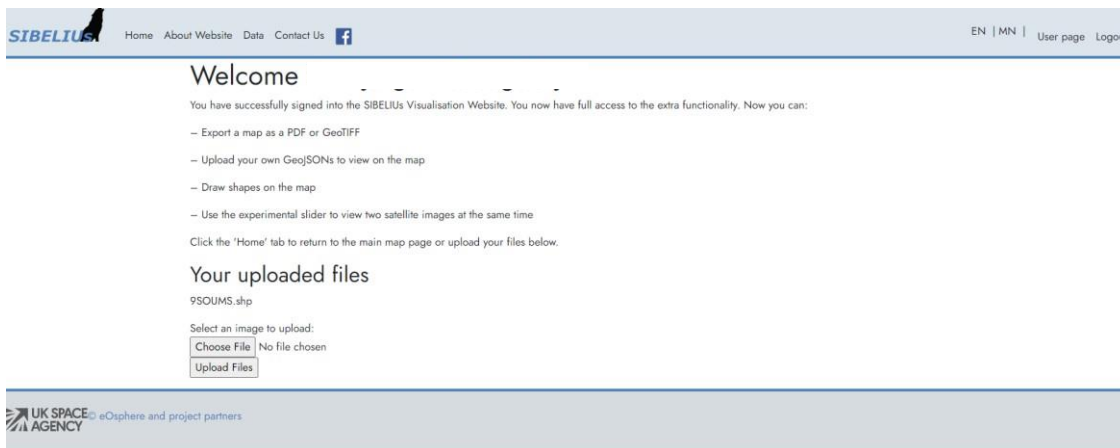 SIBELIUs
Home About Website Data Contact Us f
EN | MN | User page
Welcome
You have successfully signed into the SIBELIUs Visualisation Website. You now have full access to the extra functionality. Now you can:
– Export a map as a PDF or GeoTIFF
– Upload your own GeoJSONs to view on the map
– Draw shapes on the map
– Use the experimental slider to view two satellite images at the same time
Click the 'Home' tab to return to the main map page or upload your files below.
Your uploaded files
9SOUMS.shp
Select an image to upload:
Choose File No file chosen
Upload Files
UK SPACE
AGENCY
© eOsphere and project partners